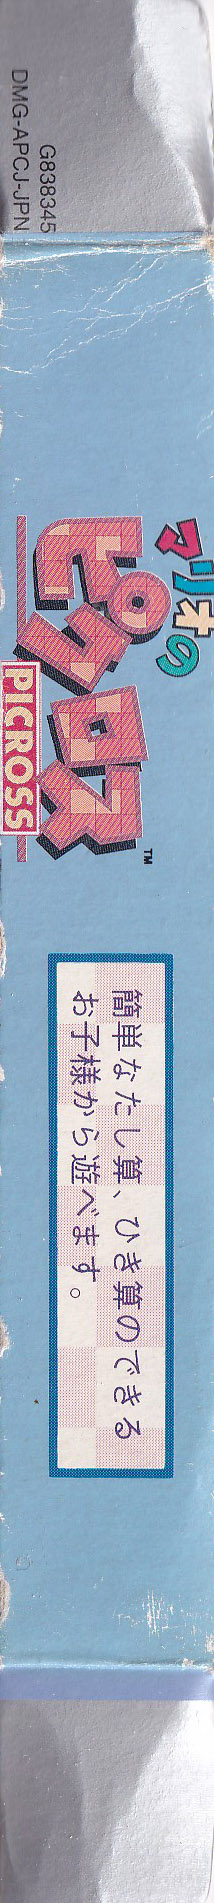 G838345
DMG-APCJ-JPN
マリオの
ピクロス
PICROSS
TM
簡単なたし算、ひき算のできる
お子様から遊べます。